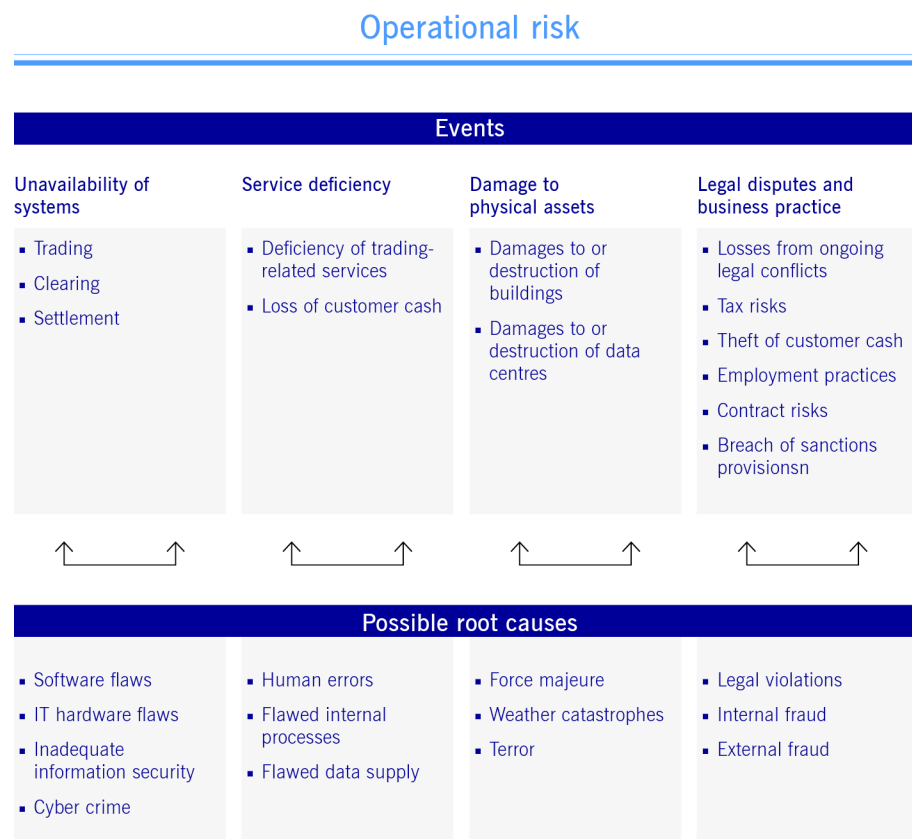 Operational risk
Events
Unavailability of
systems
▪ Trading
▪ Clearing
▪ Settlement
Service deficiency
▪ Deficiency of trading-
related services
▪ Loss of customer cash
Damage to
physical assets
▪ Damages to or
destruction of
buildings
▪ Damages to or
destruction of data
centres
Legal disputes and
business practice
▪ Losses from ongoing
legal conflicts
▪ Tax risks
▪ Theft of customer cash
▪ Employment practices
▪ Contract risks
▪ Breach of sanctions
provisionsn
Possible root causes
▪ Software flaws
▪ IT hardware flaws
▪ Inadequate
information security
▪ Cyber crime
▪ Human errors
▪ Flawed internal
processes
▪ Flawed data supply
▪ Force majeure
▪ Weather catastrophes
▪ Terror
▪ Legal violations
▪ Internal fraud
▪ External fraud